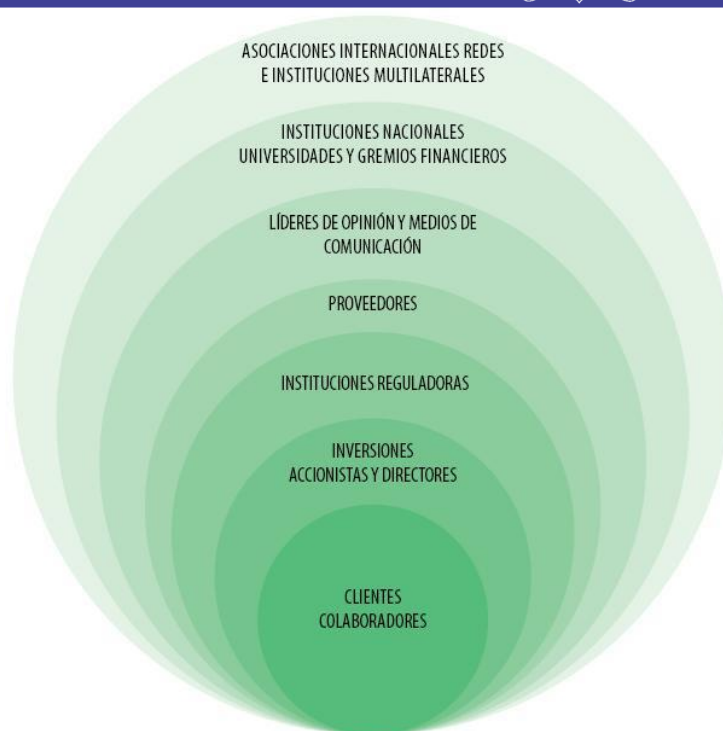 ASOCIACIONES INTERNACIONALES REDES
E INSTITUCIONES MULTILATERALES
INSTITUCIONES NACIONALES
UNIVERSIDADES Y GREMIOS FINANCIEROS
LÍDERES DE OPINIÓN Y MEDIOS DE
COMUNICACIÓN
PROVEEDORES
INSTITUCIONES REGULADORAS
INVERSIONES
ACCIONISTAS Y DIRECTORES
CLIENTES
COLABORADORES